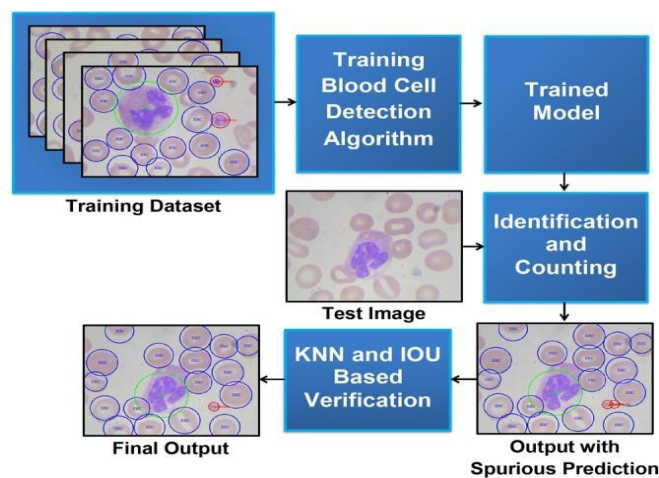 Training
Blood Cell
Detection
Algorithm
Trained
Model
Training Dataset
Identification
and
Counting
Test Image
KNN and IOU
Based
Verification
Final Output
Output with
Spurious Prediction